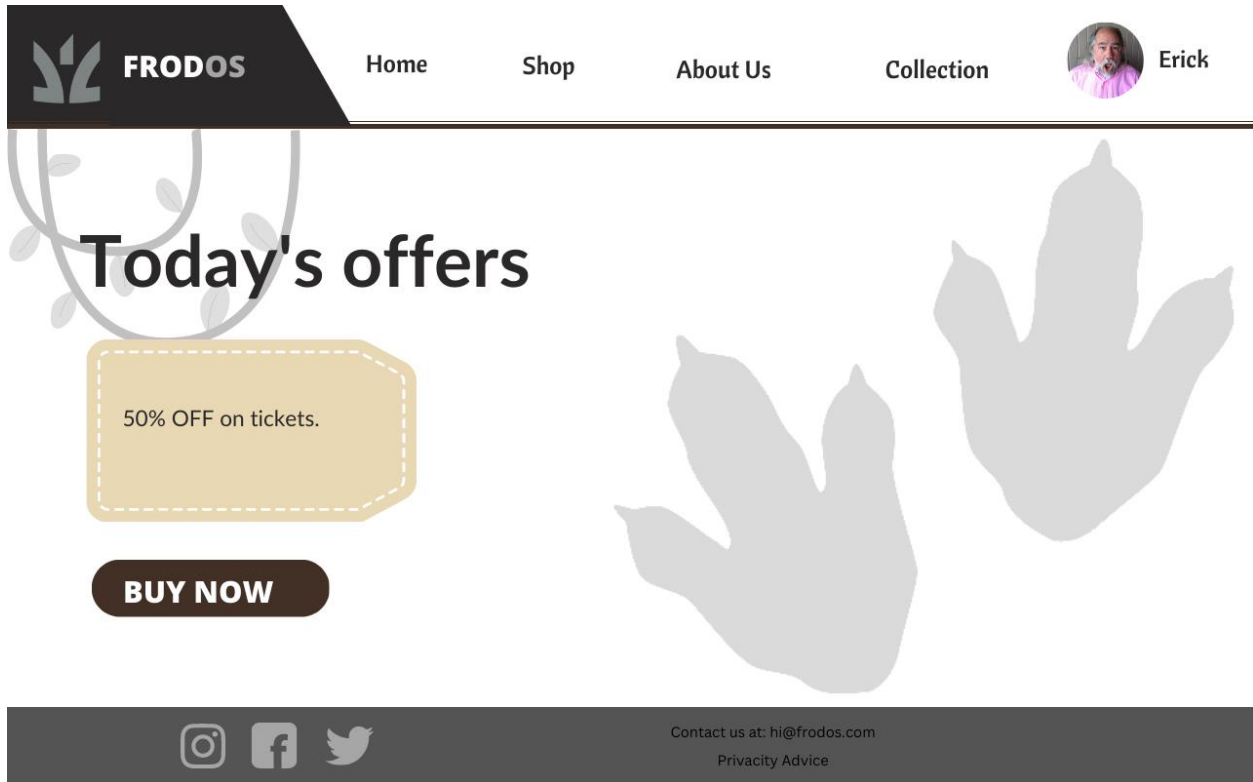 FRODOS
Home
Shop
About Us
Collection
Erick
Today's offers
50% OFF on tickets.
BUY NOW
Contact us at: hi@frodos.com
Privacity Advice